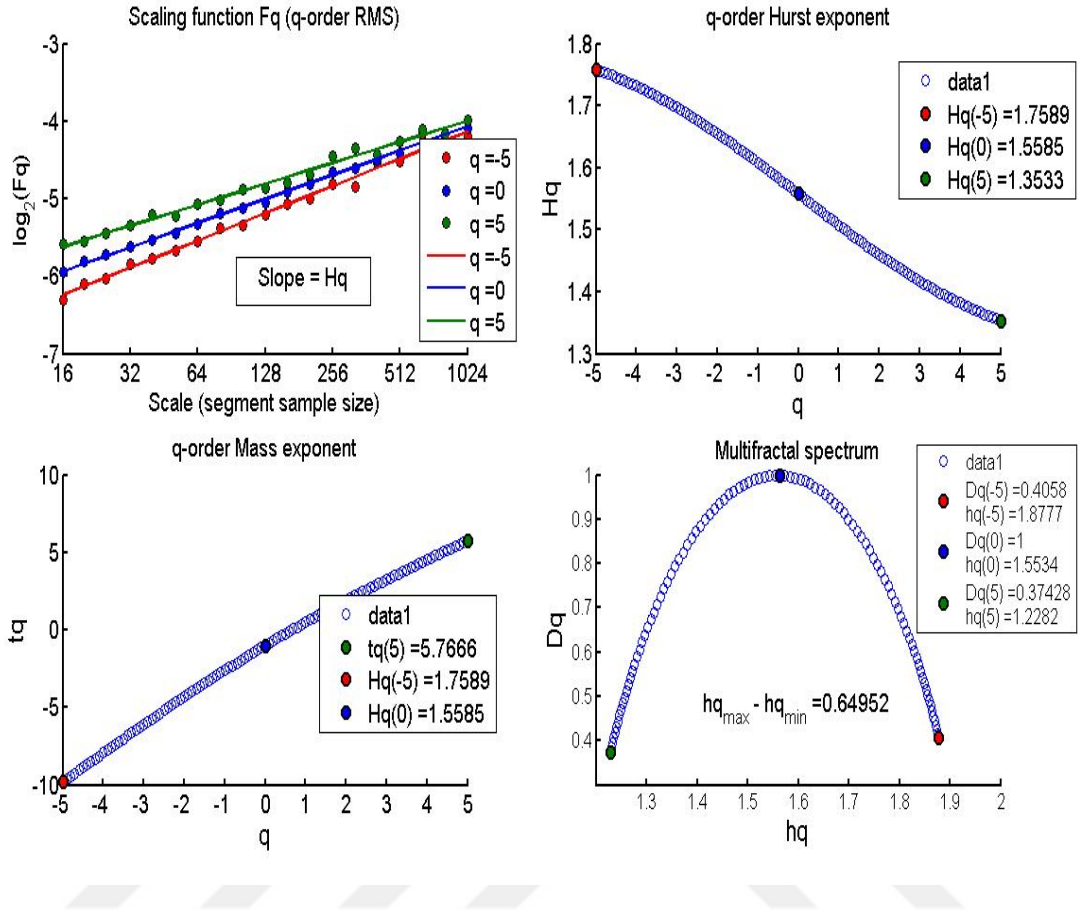 Scaling function Fq (q-order RMS)
log2(Fq)
-3
-4
-5
-6
-7
16 32 64 128 256 512 1024
Scale (segment sample size)
Slope = Hq
q =-5
q =0
q =5
q =-5
q =0
q =5
q-order Hurst exponent
Hq
1.8
1.7
1.6
1.5
1.4
1.3
-5 -4 -3 -2 -1 0 1 2 3 4 5
q
data1
Hq(-5) =1.7589
Hq(0) =1.5585
Hq(5) =1.3533
q-order Mass exponent
tq
10
5
0
-5
-10
-5 -4 -3 -2 -1 0 1 2 3 4 5
q
data1
tq(5) =5.7666
Hq(-5) =1.7589
Hq(0) =1.5585
Multifractal spectrum
Dq
1
0.9
0.8
0.7
0.6
0.5
0.4
1.3 1.4 1.5 1.6 1.7 1.8 1.9 2
hq
hqmax - hqmin =0.64952
data1
Dq(-5) =0.4058
hq(-5) =1.8777
Dq(0) =1
hq(0) =1.5534
Dq(5) =0.37428
hq(5) =1.2282